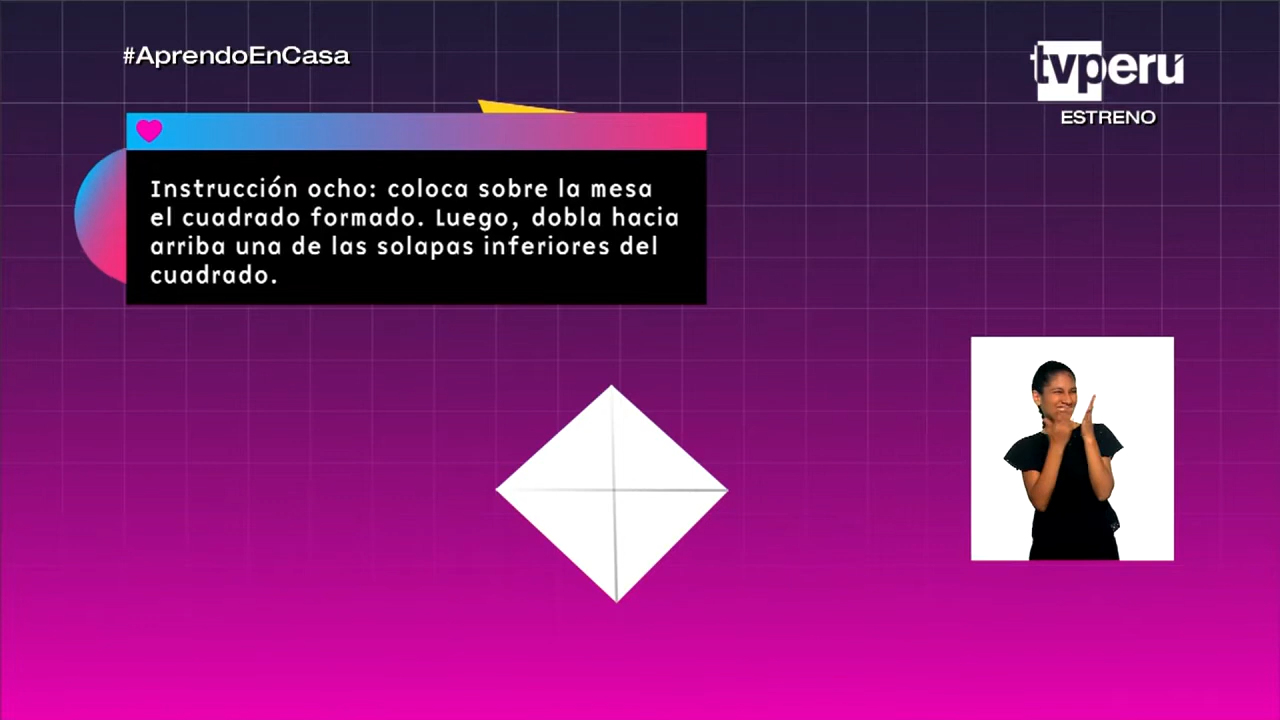 #AprendoEnCasa
tvperú
ESTRENO
Instrucción ocho: coloca sobre la mesa
el cuadrado formado. Luego, dobla hacia
arriba una de las solapas inferiores del
cuadrado.